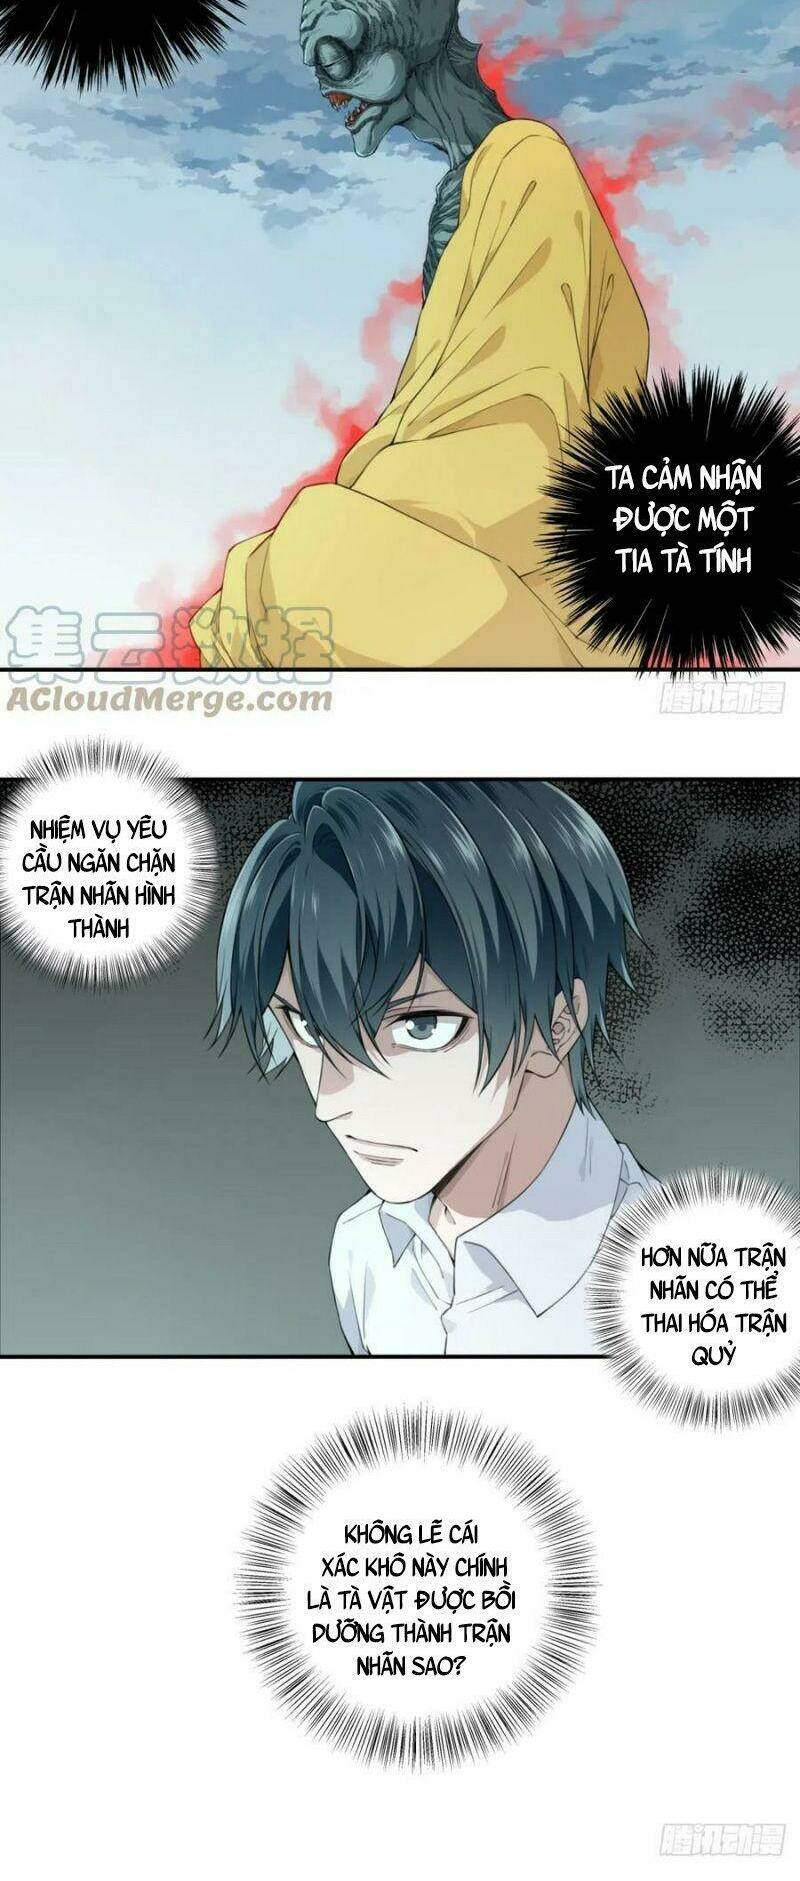 TA CẢM NHẬN
ĐƯỢC MỘT
TIA TÀ TÍNH
集云数据
ACloudMerge.com
腾讯动漫
NHIỆM VỤ YÊU
CẦU NGĂN CHẶN
TRẬN NHÃN HÌNH
THÀNH
HƠN NỮA TRẬN
NHÃN CÓ THỂ
THAI HÓA TRẬN
QUỶ
KHÔNG LẼ CÁI
XÁC KHÔ NÀY CHÍNH
LÀ TÀ VẬT ĐƯỢC BỒI
DƯỠNG THÀNH TRẬN
NHÃN SAO?
腾讯动漫